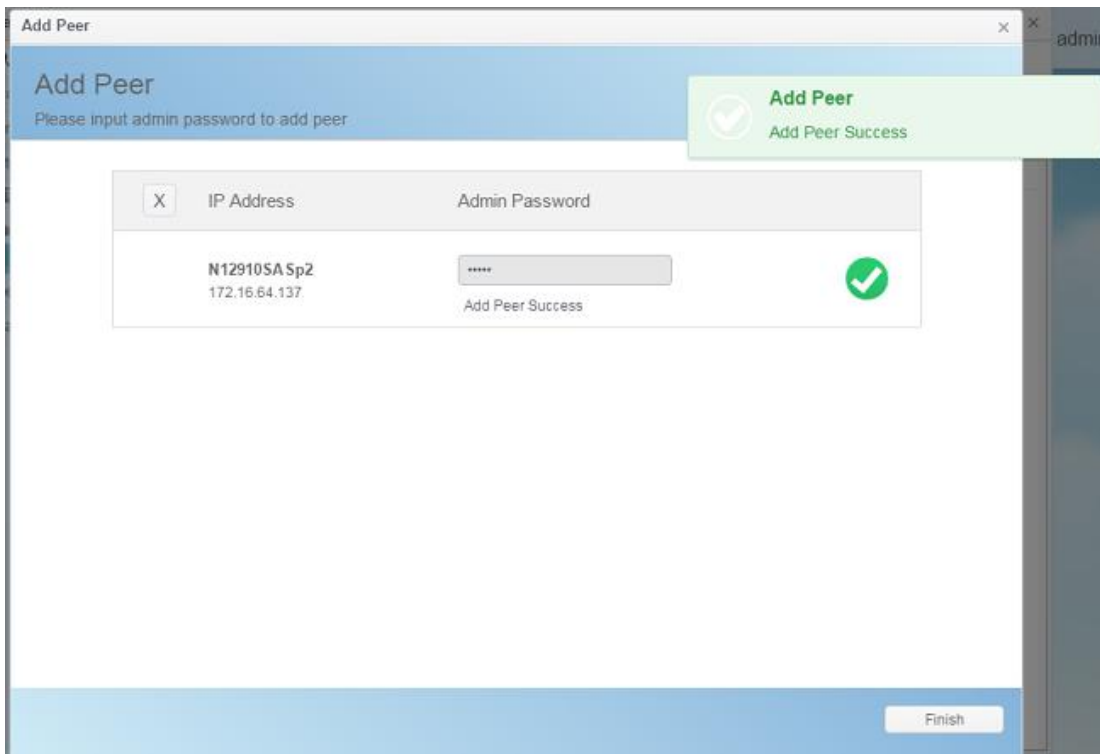 Add Peer
admi
Add Peer
Please input admin password to add peer
Add Peer
Add Peer Success
X IP Address Admin Password
N12910SA Sp2
172.16.64.137
•••••
Add Peer Success
Finish